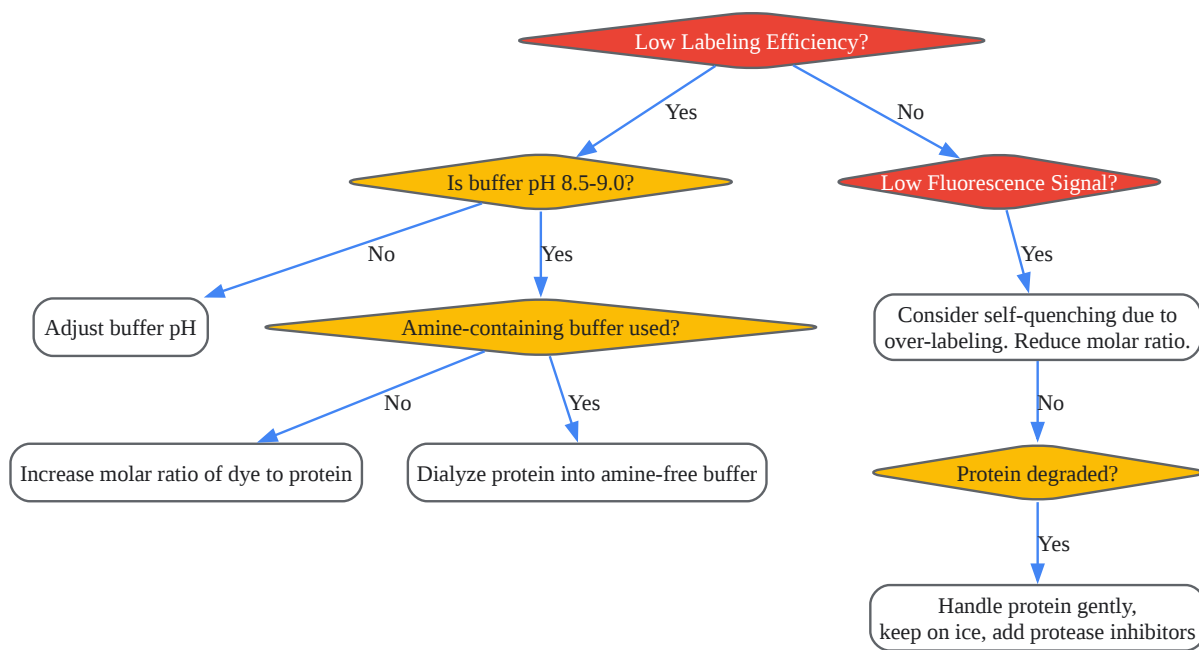 Low Labeling Efficiency?
Yes
No
Is buffer pH 8.5-9.0?
Low Fluorescence Signal?
No
Yes
Yes
Adjust buffer pH
Amine-containing buffer used?
Consider self-quenching due to
over-labeling. Reduce molar ratio.
No
Yes
No
Increase molar ratio of dye to protein
Dialyze protein into amine-free buffer
Protein degraded?
Yes
Handle protein gently,
keep on ice, add protease inhibitors